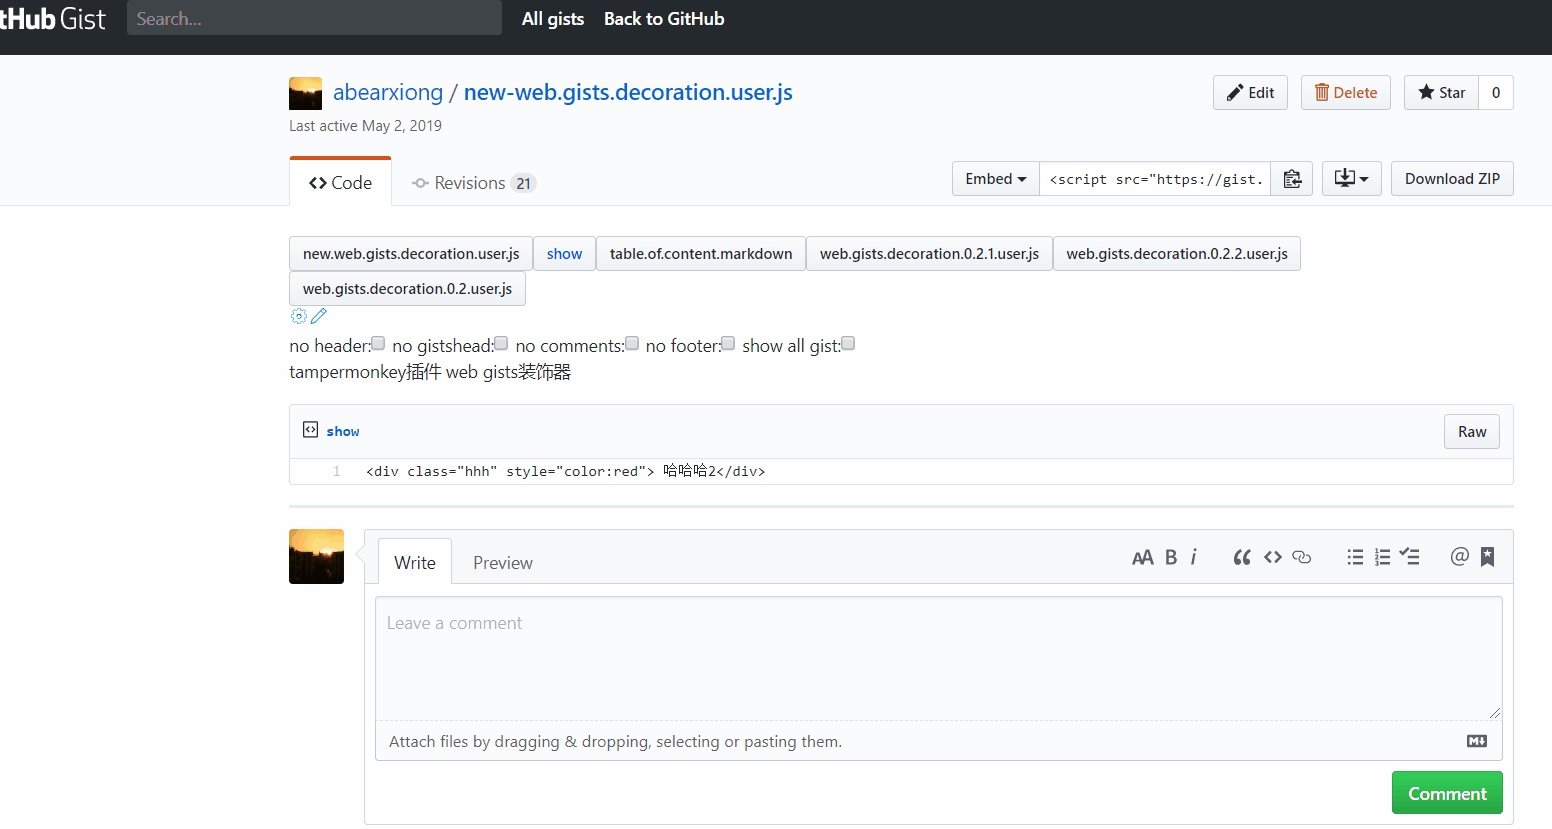 tHub Gist Search... All gists Back to GitHub
abearxiong / new-web.gists.decoration.user.js Edit Delete Star 0
Last active May 2, 2019
Code Revisions 21 Embed <script src="https://gist. Download ZIP
new.web.gists.decoration.user.js show table.of.content.markdown web.gists.decoration.0.2.1.user.js web.gists.decoration.0.2.2.user.js
web.gists.decoration.0.2.user.js
no header: no gistshead: no comments: no footer: show all gist:
tampermonkey插件 web gists装饰器
show Raw
1 <div class="hhh" style="color:red"> 哈哈哈2</div>
Write Preview AA B i “ <> @
Leave a comment
Attach files by dragging & dropping, selecting or pasting them. M
Comment